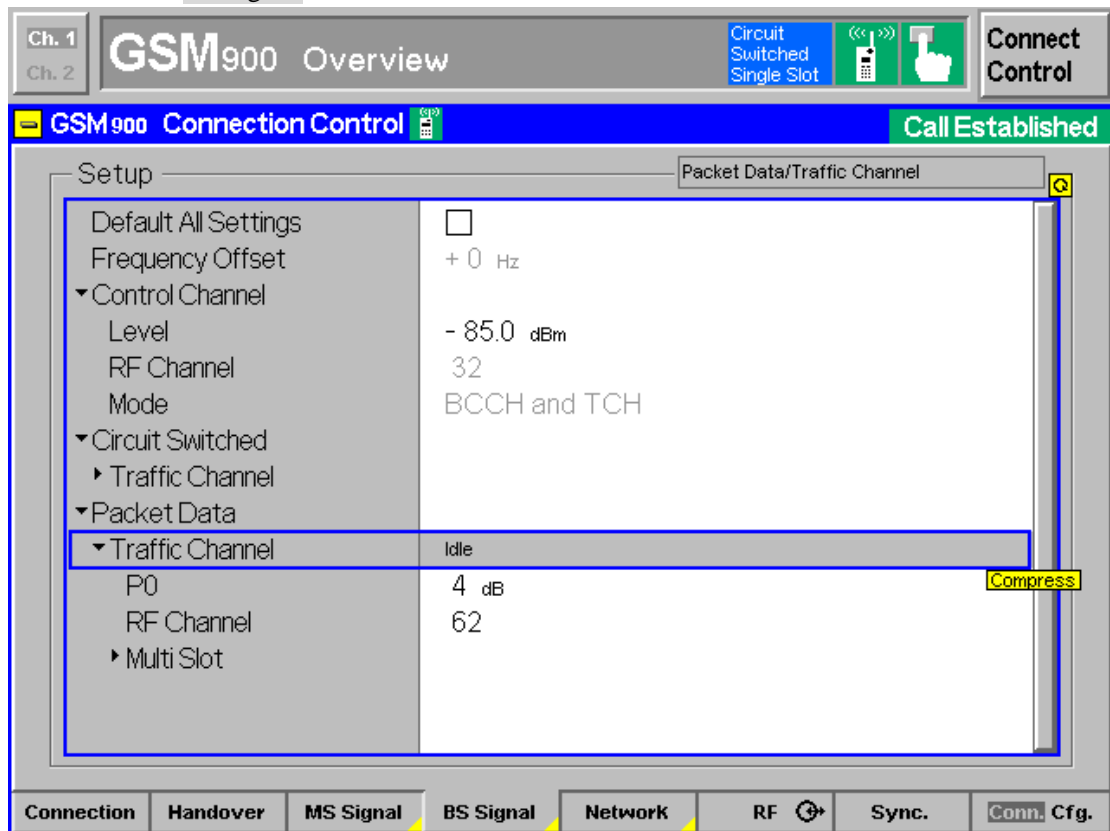 Ch. 1
Ch. 2
GSM900 Overview
Circuit
Switched
Single Slot
Connect
Control
GSM 900 Connection Control
Call Established
Setup
Packet Data/Traffic Channel
Default All Settings
Frequency Offset + 0 Hz
Control Channel
Level - 85.0 dBm
RF Channel 32
Mode BCCH and TCH
Circuit Switched
Traffic Channel
Packet Data
Traffic Channel Idle
Compress
P0 4 dB
RF Channel 62
Multi Slot
Connection Handover MS Signal BS Signal Network RF Sync. Conn. Cfg.